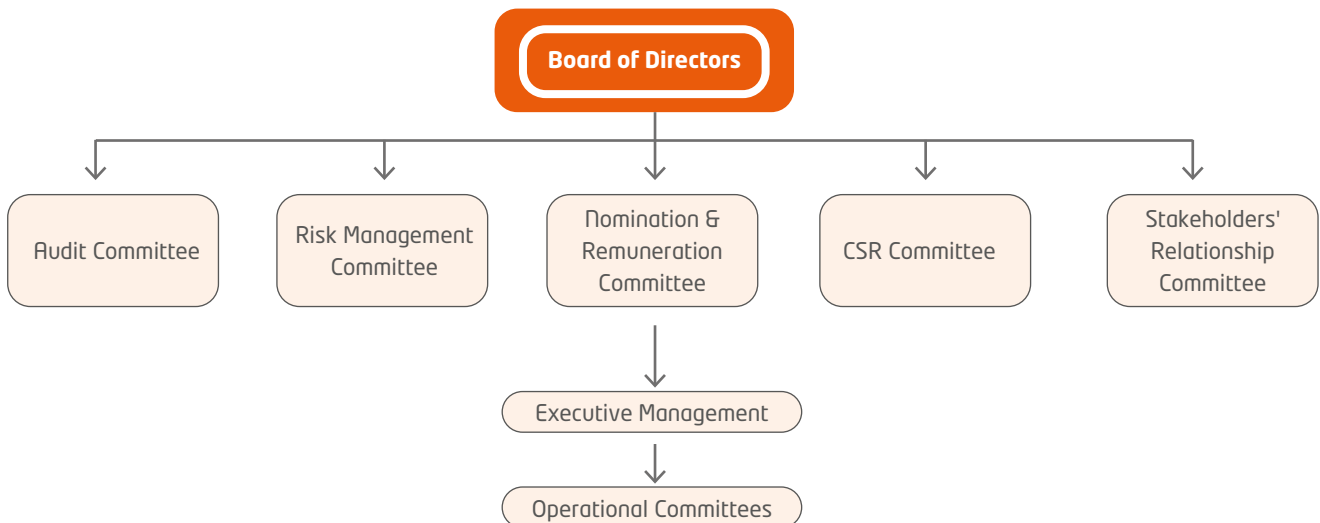 Board of Directors
Audit Committee
Risk Management
Committee
Nomination &
Remuneration
Committee
CSR Committee
Stakeholders'
Relationship
Committee
Executive Management
Operational Committees